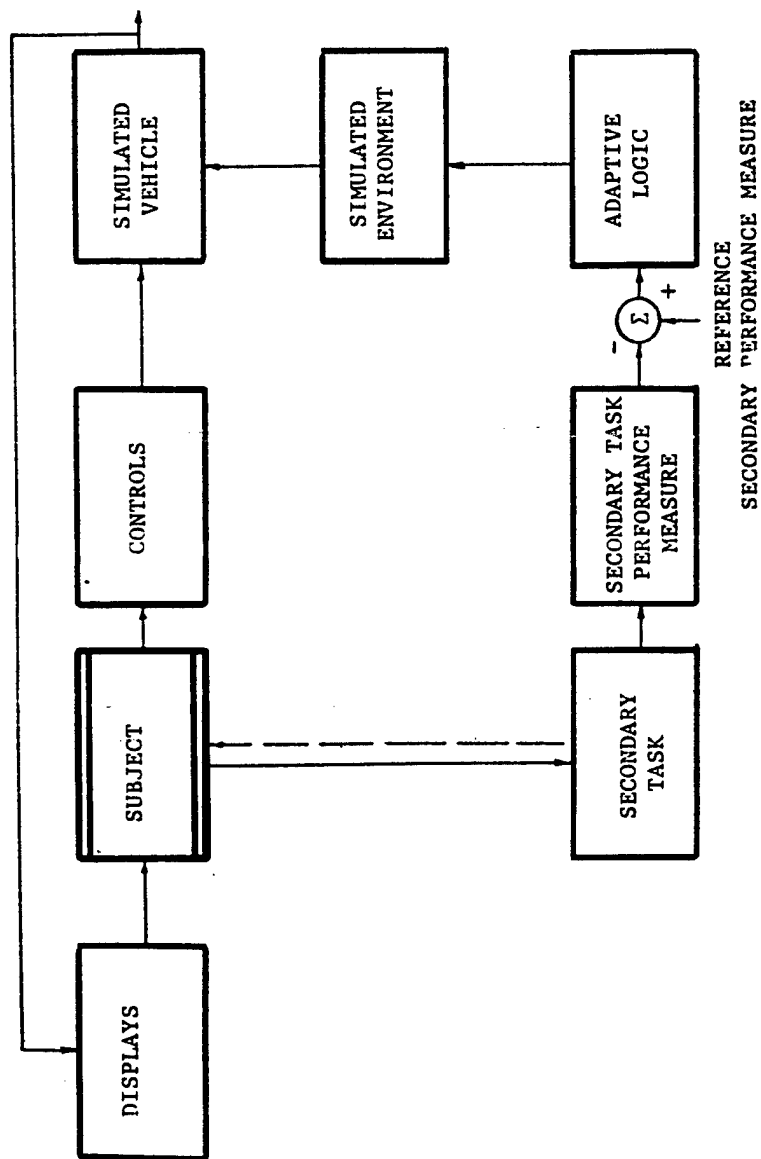 DISPLAYS
SUBJECT
CONTROLS
SIMULATED
VEHICLE
SIMULATED
ENVIRONMENT
SECONDARY
TASK
SECONDARY TASK
PERFORMANCE
MEASURE
-
Σ
+
ADAPTIVE
LOGIC
REFERENCE
SECONDARY PERFORMANCE MEASURE